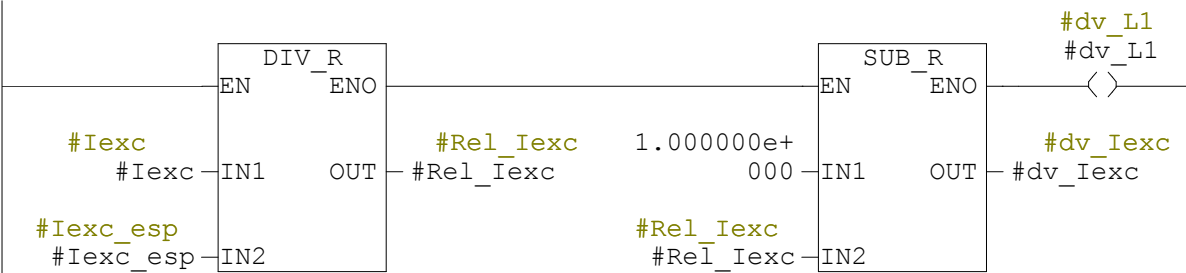 #dv_L1
#dv_L1
DIV_R
SUB_R
EN ENO
EN ENO
( )
#Iexc
#Iexc
IN1 OUT
#Rel_Iexc
#Rel_Iexc
1.000000e+
000
IN1 OUT
#dv_Iexc
#dv_Iexc
#Iexc_esp
#Iexc_esp
IN2
#Rel_Iexc
#Rel_Iexc
IN2